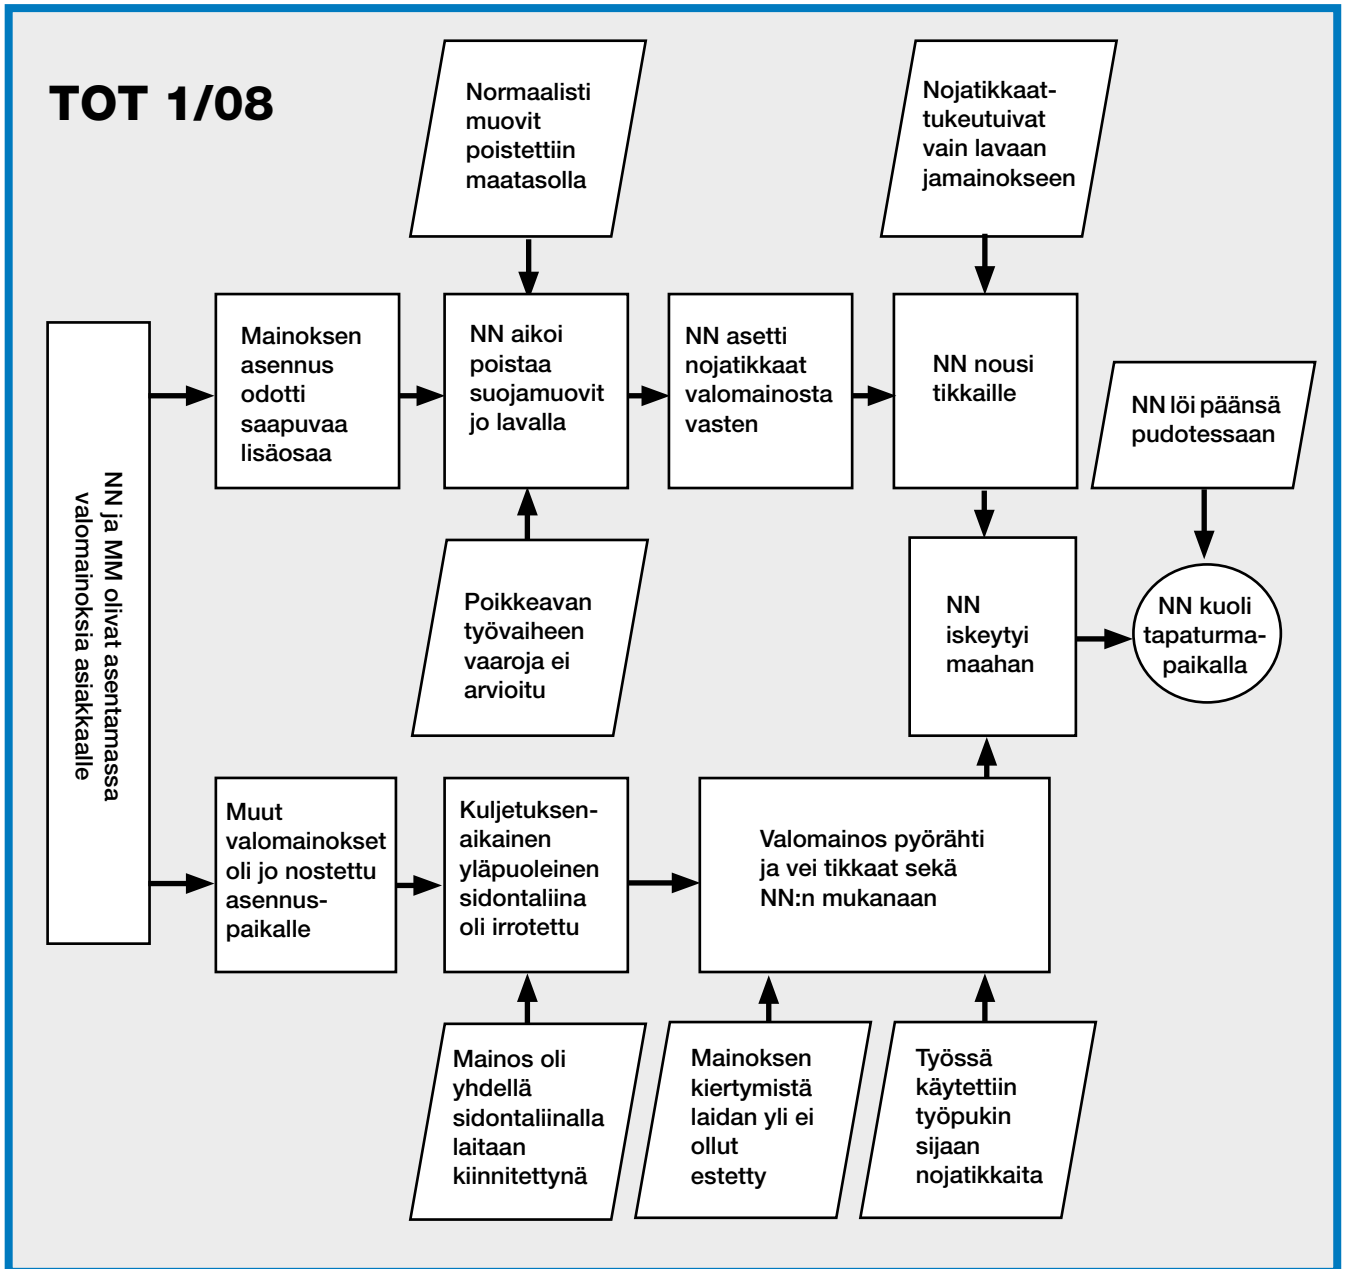 TOT 1/08
Normaalisti
muovit
poistettiin
maatasolla
Nojatikkaat-
tukeutuivat
vain lavaan
jamainokseen
NN ja MM olivat asentamassa
valomainoksia asiakkaalle
Mainoksen
asennus
odotti
saapuvaa
lisäosaa
NN aikoi
poistaa
suojamuovit
jo lavalla
NN asetti
nojatikkaat
valomainosta
vasten
NN nousi
tikkaille
NN löi päänsä
pudotessaan
Poikkeavan
työvaiheen
vaaroja ei
arvioitu
NN
iskeytyi
maahan
NN kuoli
tapaturma-
paikalla
Muut
valomainokset
oli jo nostettu
asennus-
paikalle
Kuljetuksen-
aikainen
yläpuoleinen
sidontaliina
oli irrotettu
Valomainos pyörähti
ja vei tikkaat sekä
NN:n mukanaan
Mainos oli
yhdellä
sidontaliinalla
laitaan
kiinnitettynä
Mainoksen
kiertymistä
laidan yli ei
ollut
estetty
Työssä
käytettiin
työpukin
sijaan
nojatikkaita